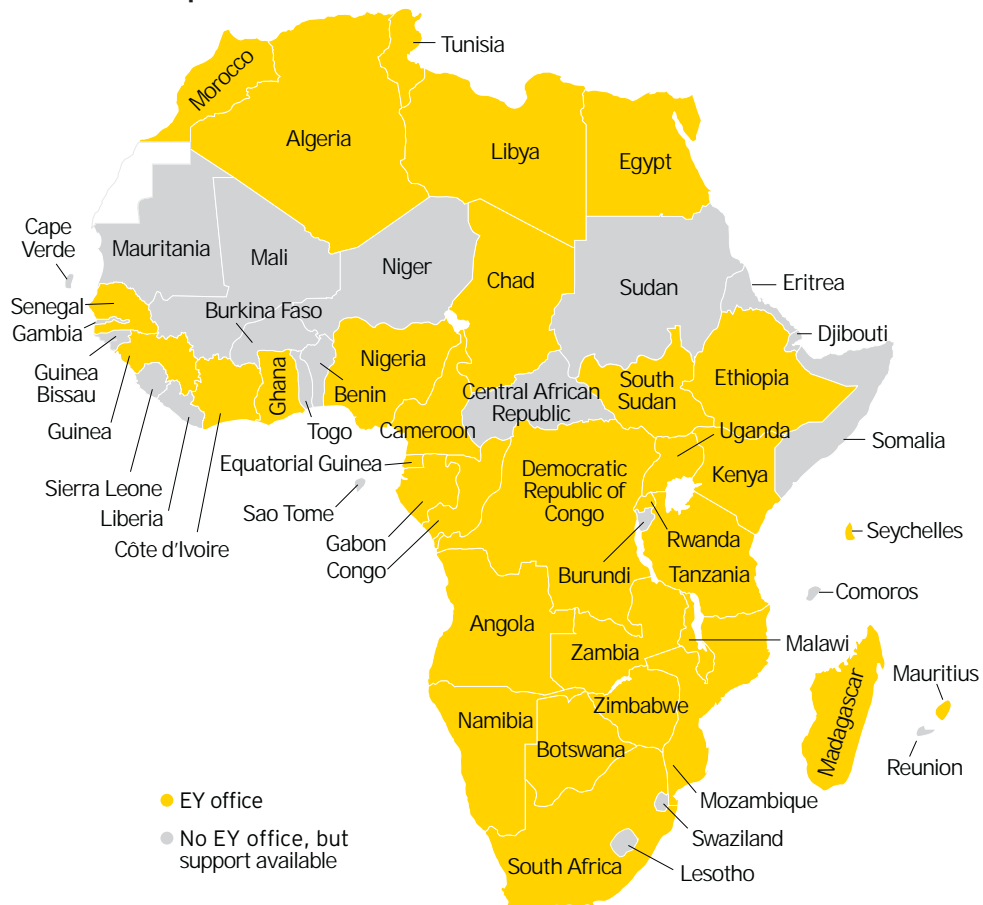 Tunisia
Morocco
Algeria
Libya
Egypt
Cape
Verde
Mauritania
Mali
Niger
Chad
Sudan
Eritrea
Senegal
Burkina Faso
Gambia
Djibouti
Guinea
Bissau
Nigeria
Ghana
Benin
Central African
Republic
South
Sudan
Ethiopia
Guinea
Togo
Cameroon
Uganda
Somalia
Equatorial Guinea
Democratic
Republic of
Congo
Kenya
Sierra Leone
Liberia
Sao Tome
Côte d'Ivoire
Gabon
Rwanda
Seychelles
Congo
Burundi
Tanzania
Comoros
Angola
Malawi
Zambia
Mauritius
Madagascar
Zimbabwe
Namibia
Botswana
Reunion
Mozambique
EY office
Swaziland
No EY office, but
support available
South Africa
Lesotho